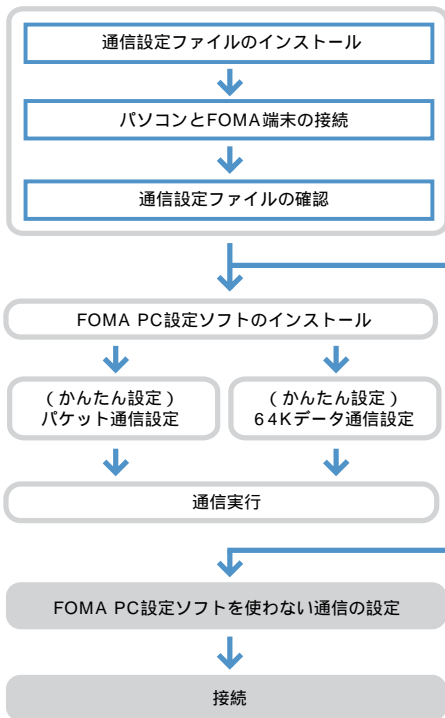 通信設定ファイルのインストール
パソコンとFOMA端末の接続
通信設定ファイルの確認
FOMA PC設定ソフトのインストール
（かんたん設定）
パケット通信設定
（かんたん設定）
64Kデータ通信設定
通信実行
FOMA PC設定ソフトを使わない通信の設定
接続